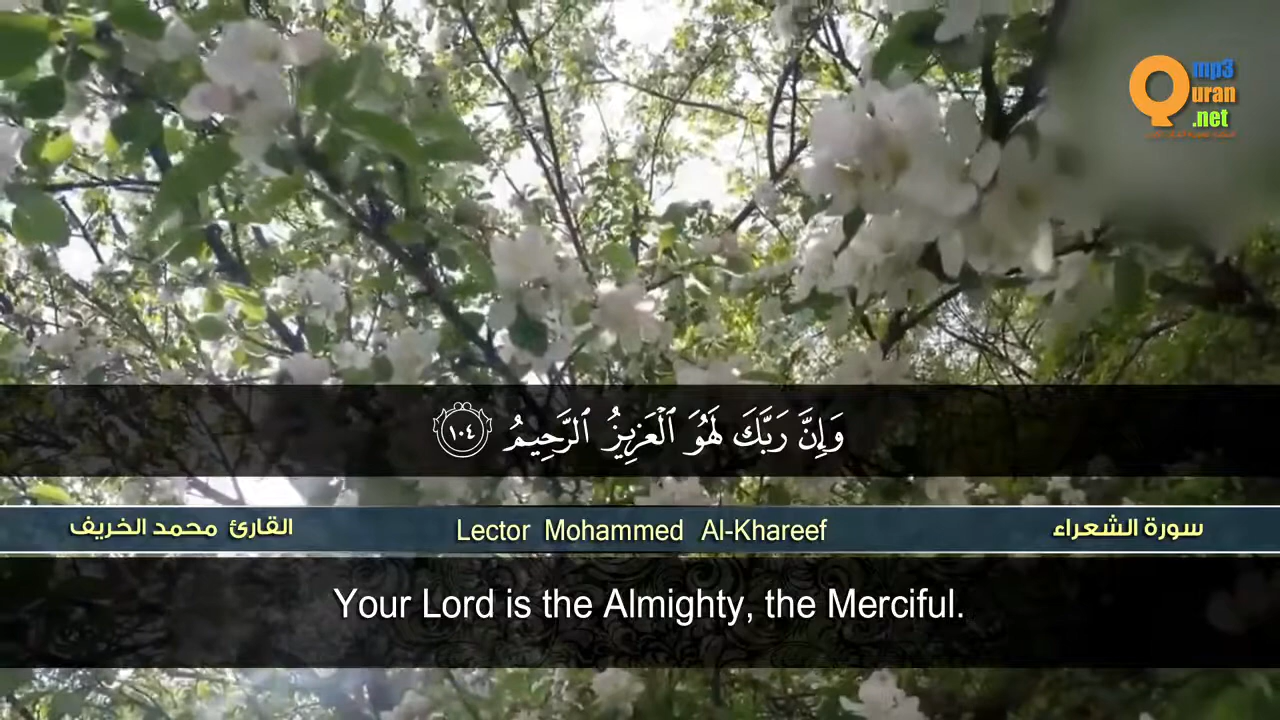 mp3
Quran
.net
وَإِنَّ رَبَّكَ لَهُوَ ٱلْعَزِيزُ ٱلرَّحِيمُ ١٠٤
سورة الشعراء
Lector Mohammed Al-Khareef
القارئ محمد الخريف
Your Lord is the Almighty, the Merciful.